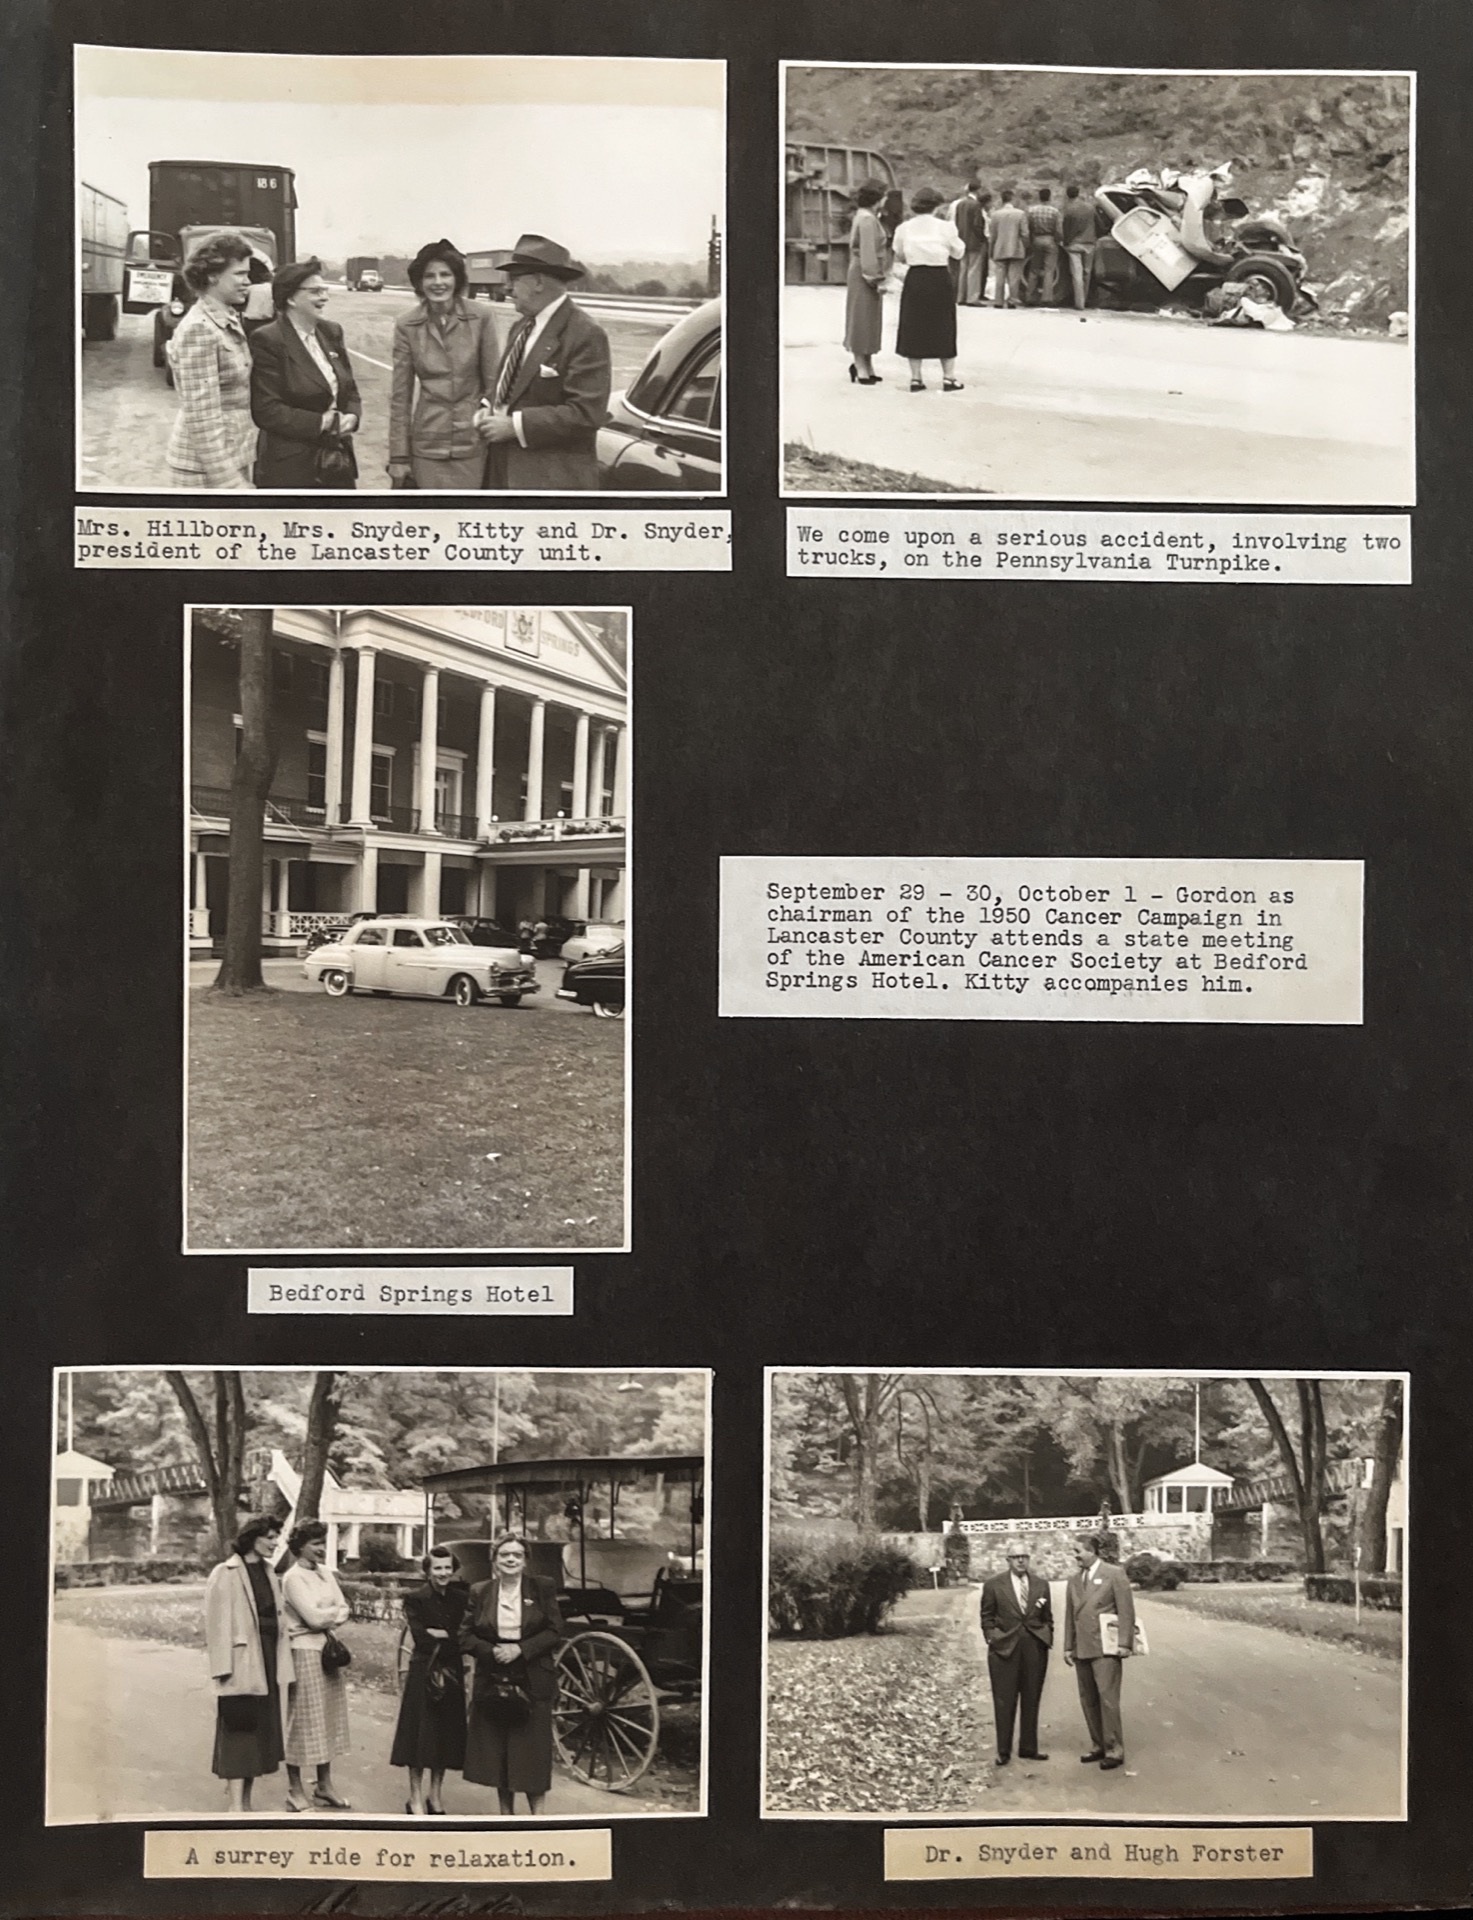 186
EMERGENCY
Mrs. Hillborn, Mrs. Snyder, Kitty and Dr. Snyder,
president of the Lancaster County unit.
We come upon a serious accident, involving two
trucks, on the Pennsylvania Turnpike.
SPRINGS
September 29 - 30, October 1 - Gordon as
chairman of the 1950 Cancer Campaign in
Lancaster County attends a state meeting
of the American Cancer Society at Bedford
Springs Hotel. Kitty accompanies him.
Bedford Springs Hotel
A surrey ride for relaxation.
Dr. Snyder and Hugh Forster